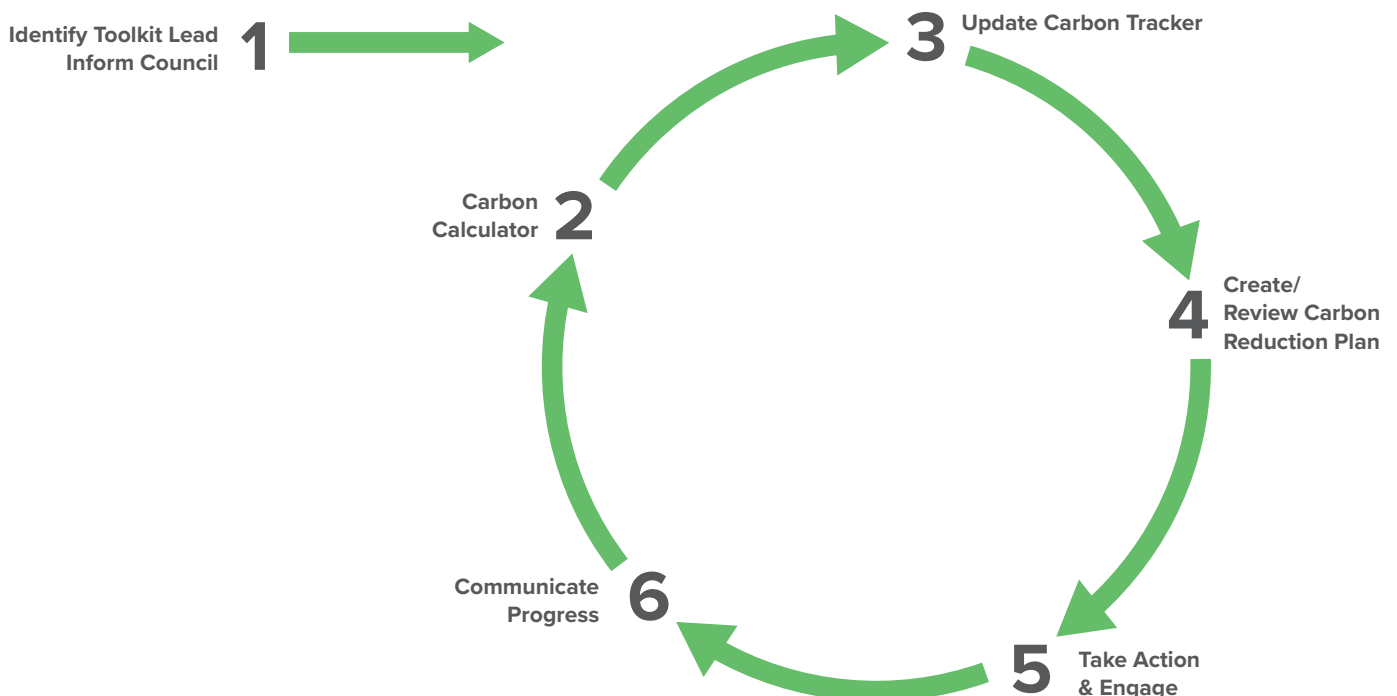 Identify Toolkit Lead
Inform Council
1
2
Carbon
Calculator
3
Update Carbon Tracker
4
Create/
Review Carbon
Reduction Plan
5
Take Action
& Engage
6
Communicate
Progress